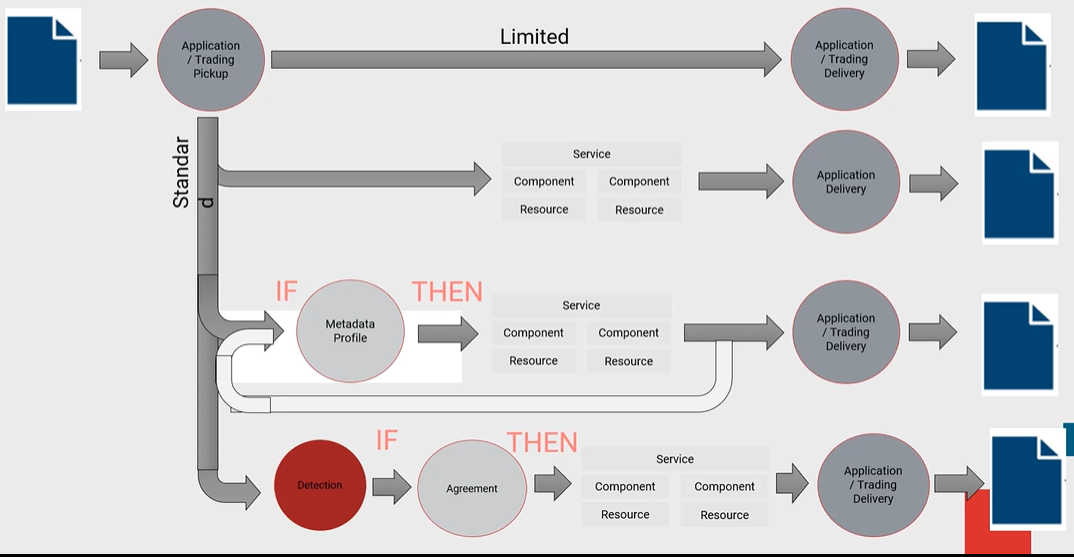 Limited
Application
/ Trading
Pickup
Application
/ Trading
Delivery
Standar
d
Service
Component Component
Resource Resource
Application
Delivery
IF
Metadada
Profile
THEN
Service
Component Component
Resource Resource
Application
/ Trading
Delivery
Detection
IF
Agreement
THEN
Service
Component Component
Resource Resource
Application
/ Trading
Delivery